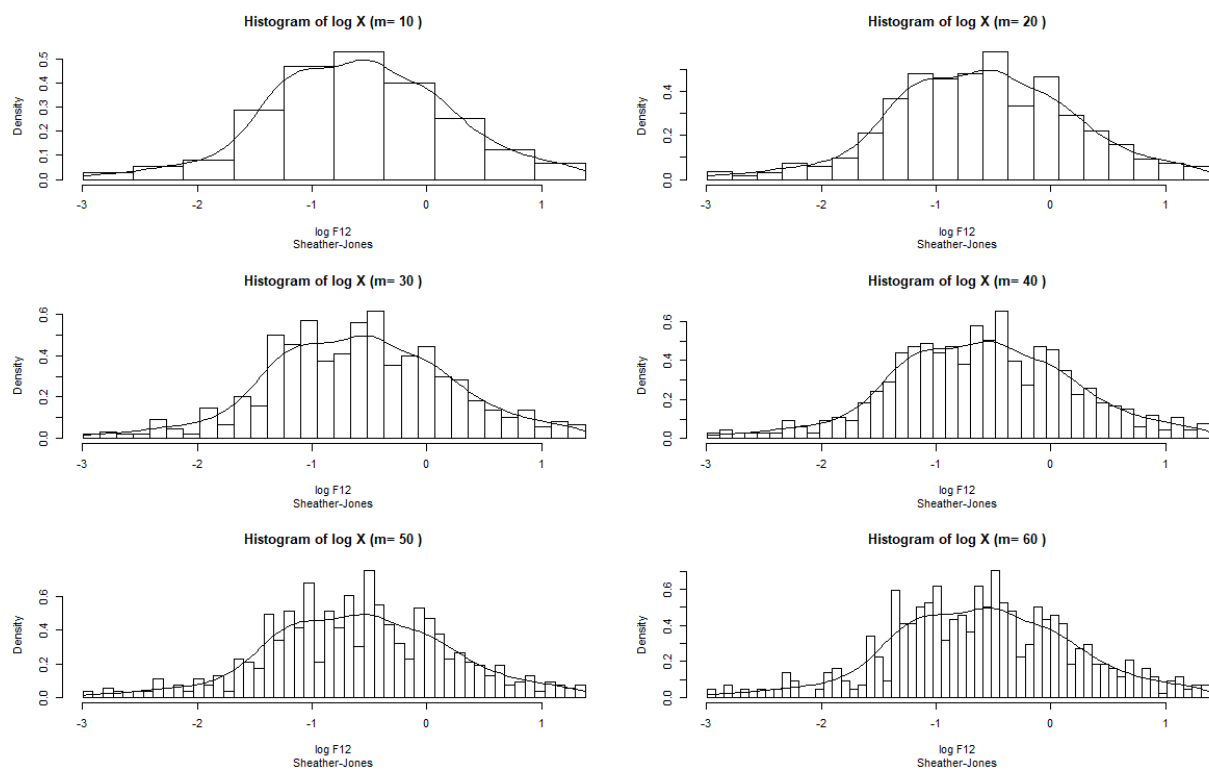 Histogram of log X (m= 10 )
Density
0.0 0.1 0.2 0.3 0.4 0.5
-3 -2 -1 0 1
log F12
Sheather-Jones
Histogram of log X (m= 20 )
Density
0.0 0.2 0.4
-3 -2 -1 0 1
log F12
Sheather-Jones
Histogram of log X (m= 30 )
Density
0.0 0.2 0.4 0.6
-3 -2 -1 0 1
log F12
Sheather-Jones
Histogram of log X (m= 40 )
Density
0.0 0.2 0.4 0.6
-3 -2 -1 0 1
log F12
Sheather-Jones
Histogram of log X (m= 50 )
Density
0.0 0.2 0.4 0.6
-3 -2 -1 0 1
log F12
Sheather-Jones
Histogram of log X (m= 60 )
Density
0.0 0.2 0.4 0.6
-3 -2 -1 0 1
log F12
Sheather-Jones